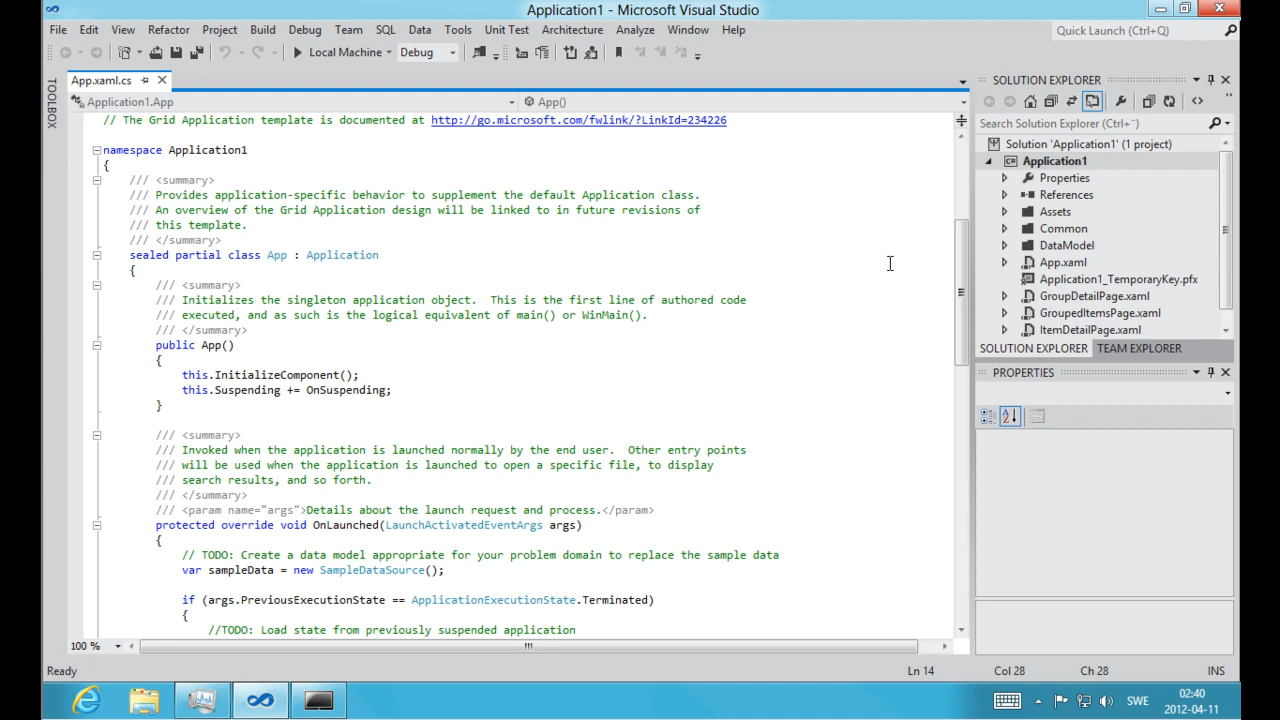 Application1 - Microsoft Visual Studio
File Edit View Refactor Project Build Debug Team SQL Data Tools Unit Test Architecture Analyze Window Help
Quick Launch (Ctrl+Q)
Local Machine Debug
TOOLBOX
App.xaml.cs
Application1.App
App()
// The Grid Application template is documented at http://go.microsoft.com/fwlink/?LinkId=234226
namespace Application1
{
/// <summary>
/// Provides application-specific behavior to supplement the default Application class.
/// An overview of the Grid Application design will be linked to in future revisions of
/// this template.
/// </summary>
sealed partial class App : Application
{
/// <summary>
/// Initializes the singleton application object.  This is the first line of authored code
/// executed, and as such is the logical equivalent of main() or WinMain().
/// </summary>
public App()
{
this.InitializeComponent();
this.Suspending += OnSuspending;
}
/// <summary>
/// Invoked when the application is launched normally by the end user.  Other entry points
/// will be used when the application is launched to open a specific file, to display
/// search results, and so forth.
/// </summary>
/// <param name="args">Details about the launch request and process.</param>
protected override void OnLaunched(LaunchActivatedEventArgs args)
{
// TODO: Create a data model appropriate for your problem domain to replace the sample data
var sampleData = new SampleDataSource();
if (args.PreviousExecutionState == ApplicationExecutionState.Terminated)
{
//TODO: Load state from previously suspended application
100 %
SOLUTION EXPLORER
Search Solution Explorer (Ctrl+¨)
Solution 'Application1' (1 project)
Application1
Properties
References
Assets
Common
DataModel
App.xaml
Application1_TemporaryKey.pfx
GroupDetailPage.xaml
GroupedItemsPage.xaml
ItemDetailPage.xaml
SOLUTION EXPLORER TEAM EXPLORER
PROPERTIES
Ready
Ln 14
Col 28
Ch 28
INS
SWE
02:40
2012-04-11